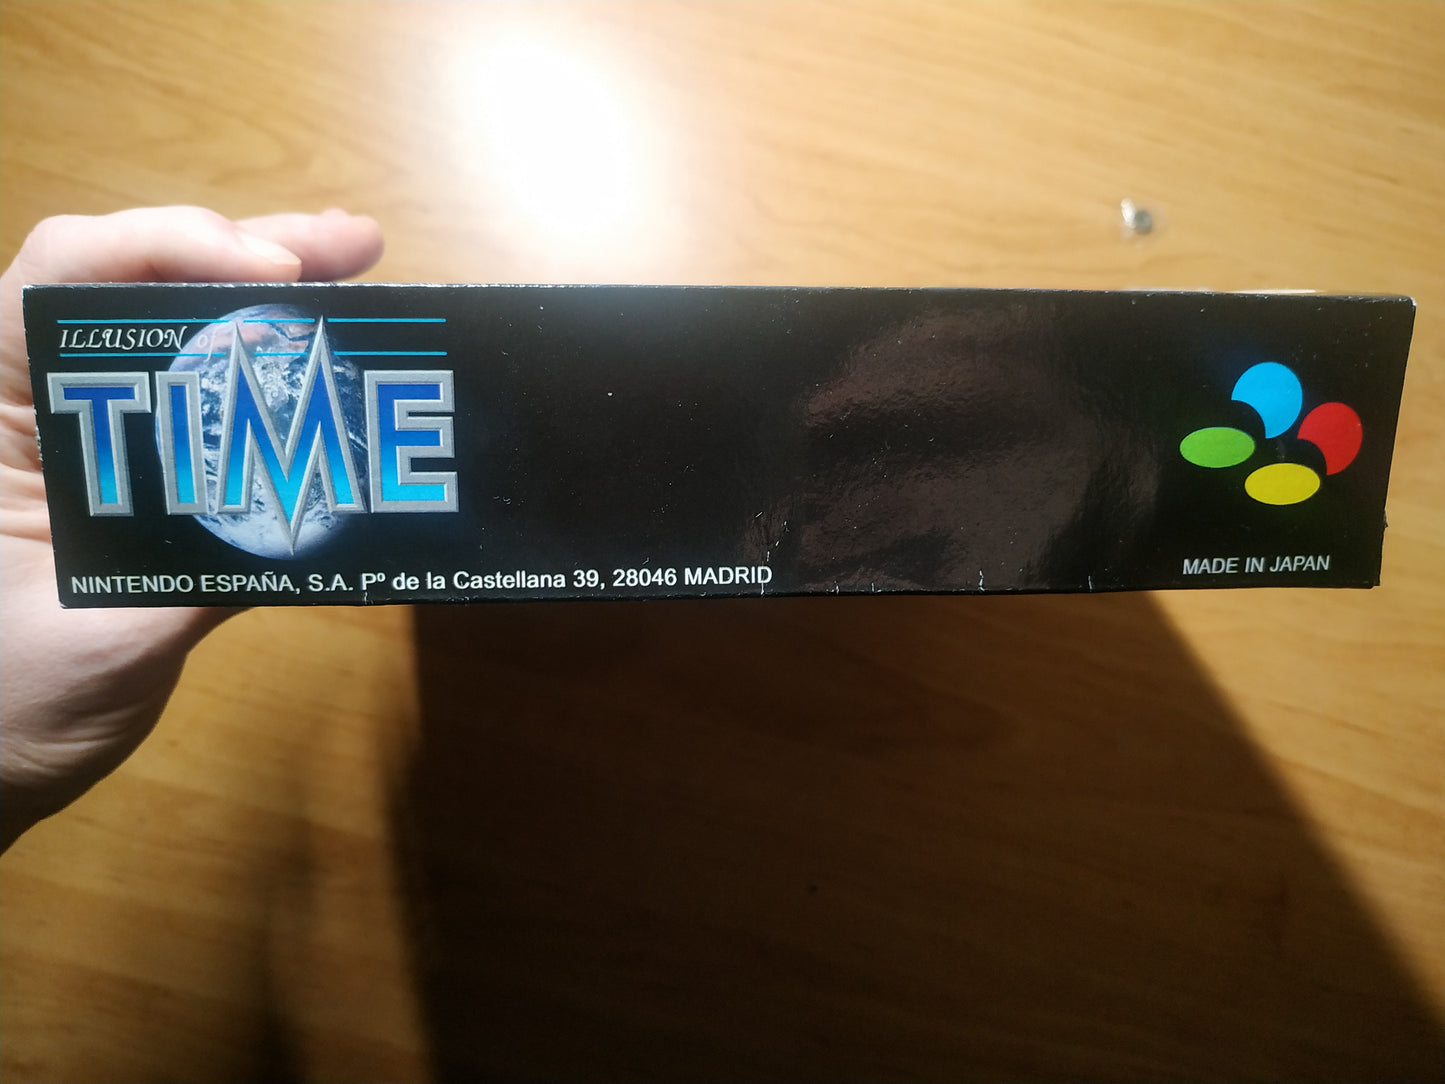 ILLUSION of
TIME
NINTENDO ESPAÑA, S.A. Pº de la Castellana 39, 28046 MADRID
MADE IN JAPAN